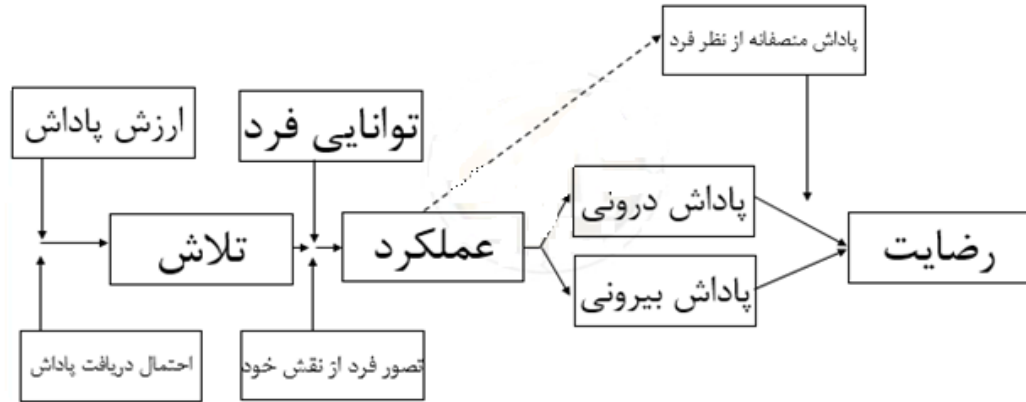 پاداش منصفانه از نظر فرد
ارزش پاداش
توانایی فرد
پاداش درونی
تلاش
عملکرد
رضایت
پاداش بیرونی
احتمال دریافت پاداش
تصور فرد از نقش خود